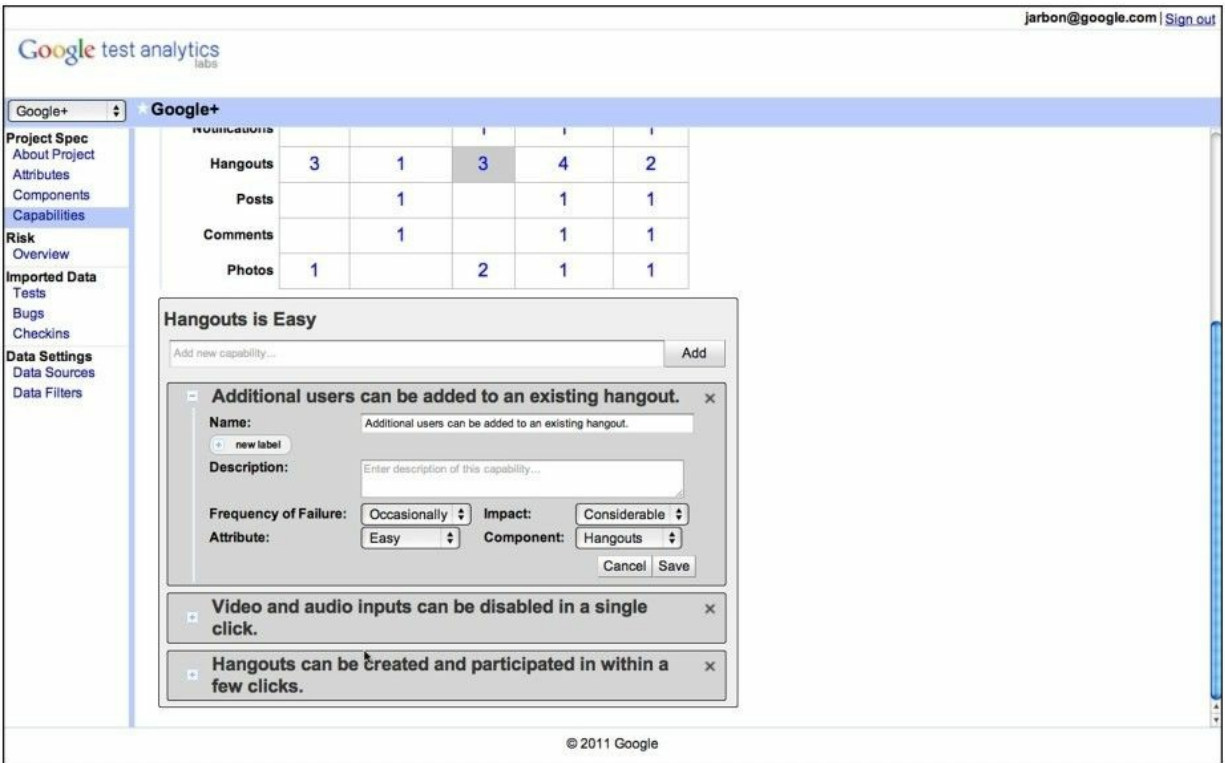 jarbon@google.com | Sign out
Google test analytics
labs
Google+
Google+
Project Spec
About Project
Attributes
Components
Capabilities
Risk
Overview
Imported Data
Tests
Bugs
Checkins
Data Settings
Data Sources
Data Filters
Notifications 1 1 1
Hangouts 3 1 3 4 2
Posts 1 1 1
Comments 1 1 1
Photos 1 2 1 1
Hangouts is Easy
Add new capability... Add
Additional users can be added to an existing hangout.
Name: Additional users can be added to an existing hangout.
new label
Description: Enter description of this capability...
Frequency of Failure: Occasionally Impact: Considerable
Attribute: Easy Component: Hangouts
Cancel Save
Video and audio inputs can be disabled in a single
click.
Hangouts can be created and participated in within a
few clicks.
© 2011 Google